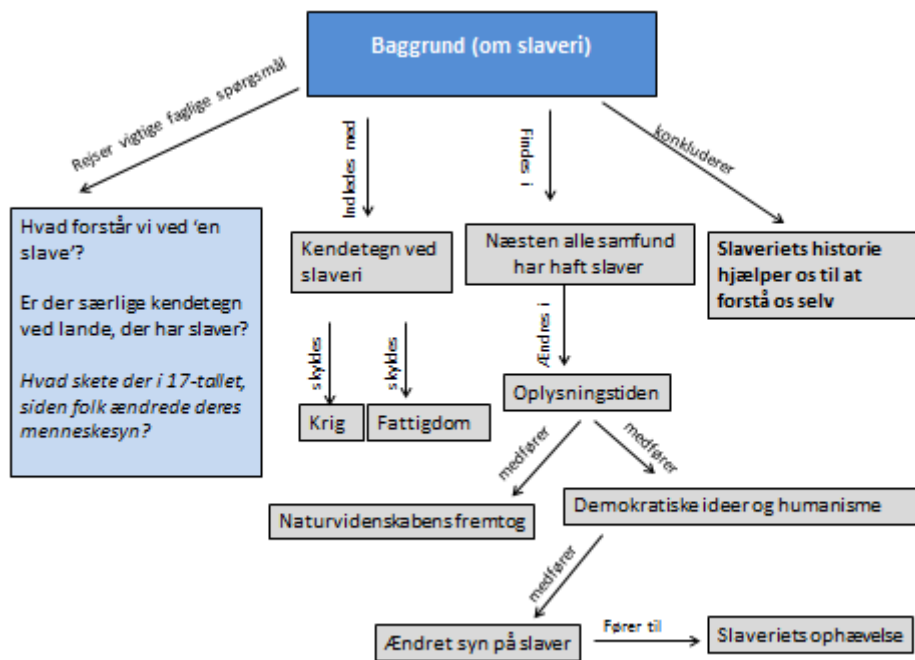 Baggrund (om slaveri)
Rejser vigtige faglige spørgsmål
Indledes med
Findes i
konkluderer
Hvad forstår vi ved 'en
slave'?
Er der særlige kendetegn
ved lande, der har slaver?
Hvad skete der i 17-tallet,
siden folk ændrede deres
menneskesyn?
Kendetegn ved
slaveri
Næsten alle samfund
har haft slaver
Slaveriets historie
hjælper os til at
forstå os selv
skyldes
skyldes
Ændres i
Krig
Fattigdom
Oplysningstiden
medfører
medfører
Naturvidenskabens fremtog
Demokratiske ideer og humanisme
medfører
Ændret syn på slaver
Fører til
Slaveriets ophævelse